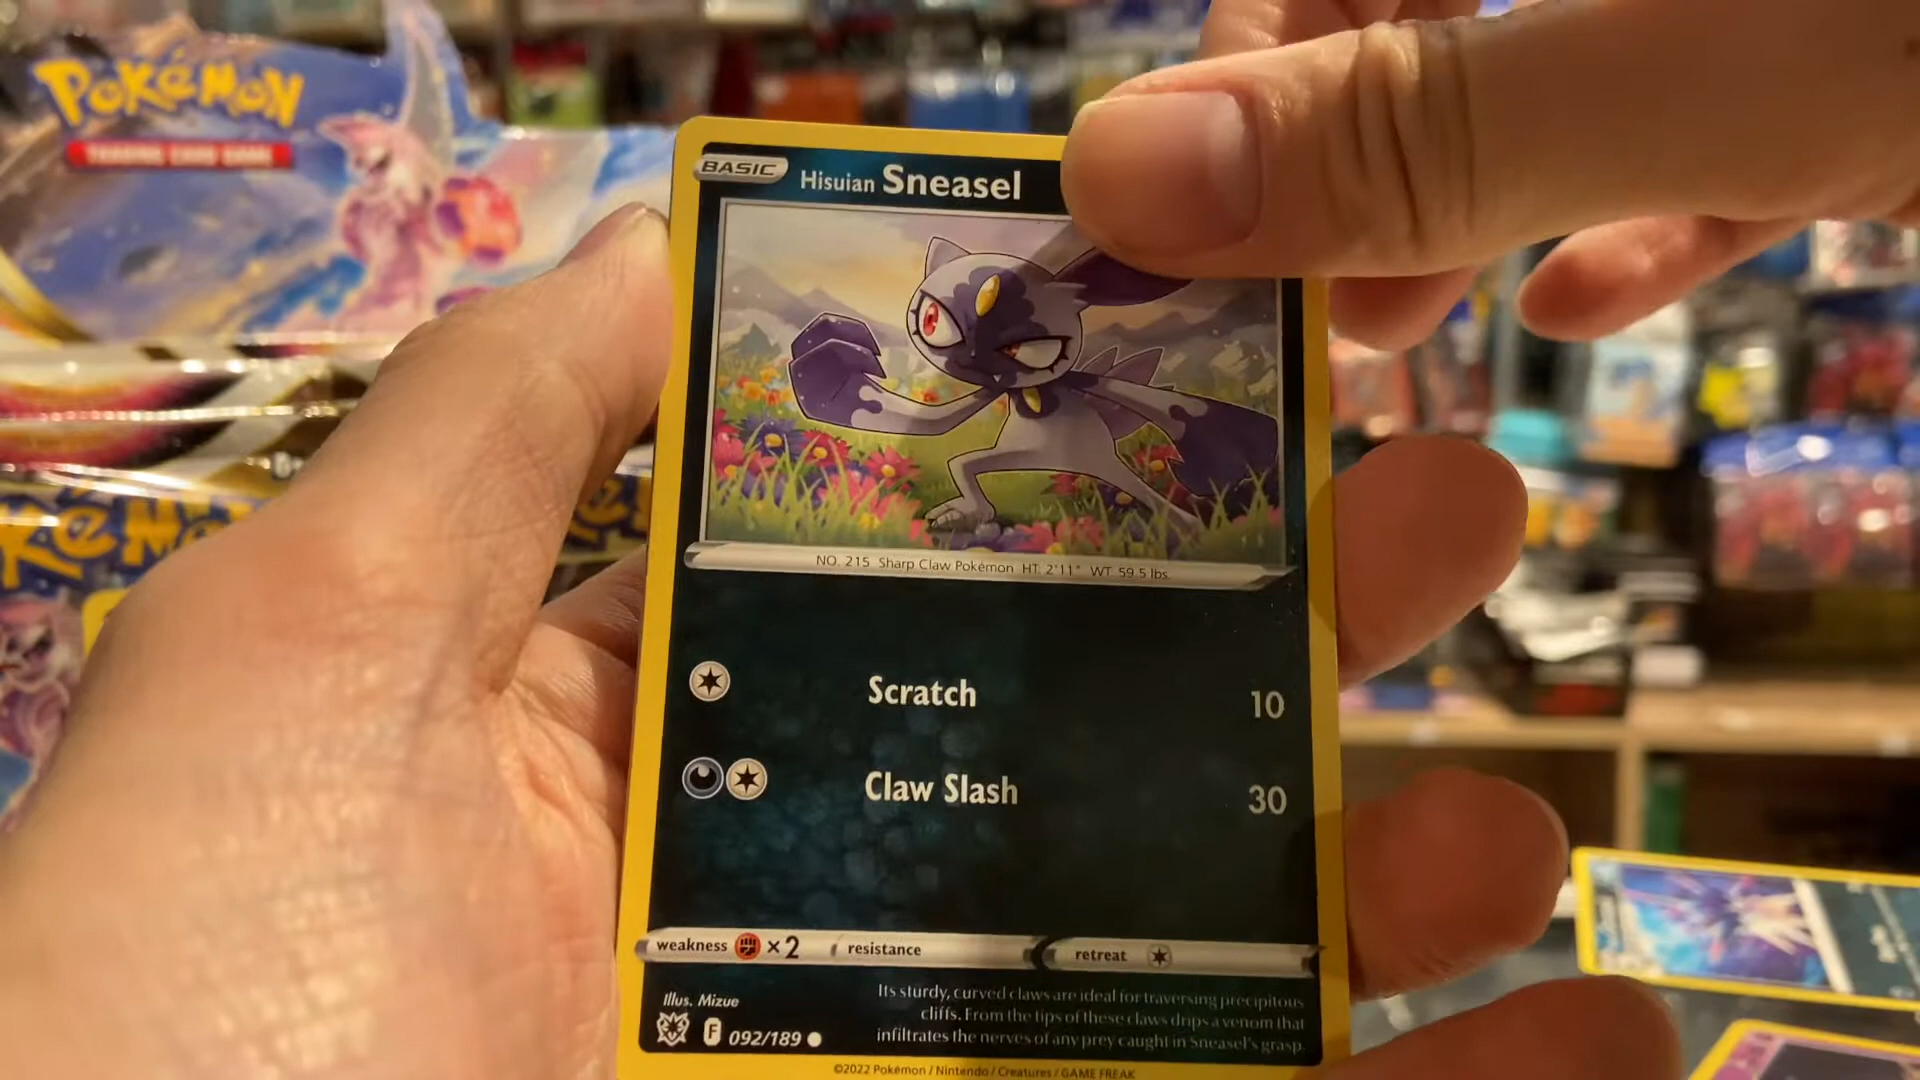 POKéMON
TRADING CARD GAME
BASIC
Hisuian Sneasel
NO. 215 Sharp Claw Pokémon HT: 2'11" WT: 59.5 lbs.
Scratch 10
Claw Slash 30
weakness ×2 resistance retreat
Illus. Mizue
Its sturdy, curved claws are ideal for traversing precipitous
cliffs. From the tips of these claws drips a venom that
infiltrates the nerves of any prey caught in Sneasel's grasp.
F 092/189
©2022 Pokémon / Nintendo / Creatures / GAME FREAK